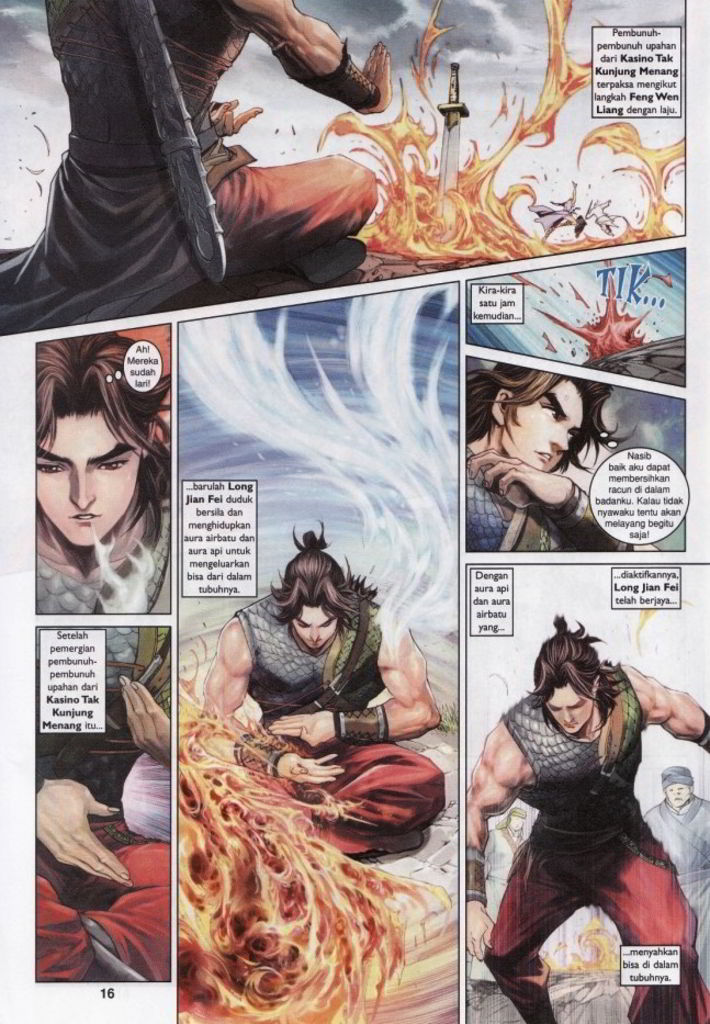 Pembunuh-
pembunuh upahan
dari Kasino Tak
Kunjung Menang
terpaksa mengikut
langkah Feng Wen
Liang dengan laju.
Ah!
Mereka
sudah
lari!
Setelah
pemergian
pembunuh-
pembunuh
upahan dari
Kasino Tak
Kunjung
Menang itu...
...barulah Long
Jian Fei duduk
bersila dan
menghidupkan
aura airbatu dan
aura api untuk
mengeluarkan
bisa dari dalam
tubuhnya.
Kira-kira
satu jam
kemudian...
TIK...
Nasib
baik aku dapat
membersihkan
racun di dalam
badanku. Kalau tidak
nyawaku tentu akan
melayang begitu
saja!
Dengan
aura api
dan aura
airbatu
yang...
...diaktifkannya,
Long Jian Fei
telah berjaya...
...menyahkan
bisa di dalam
tubuhnya.
16